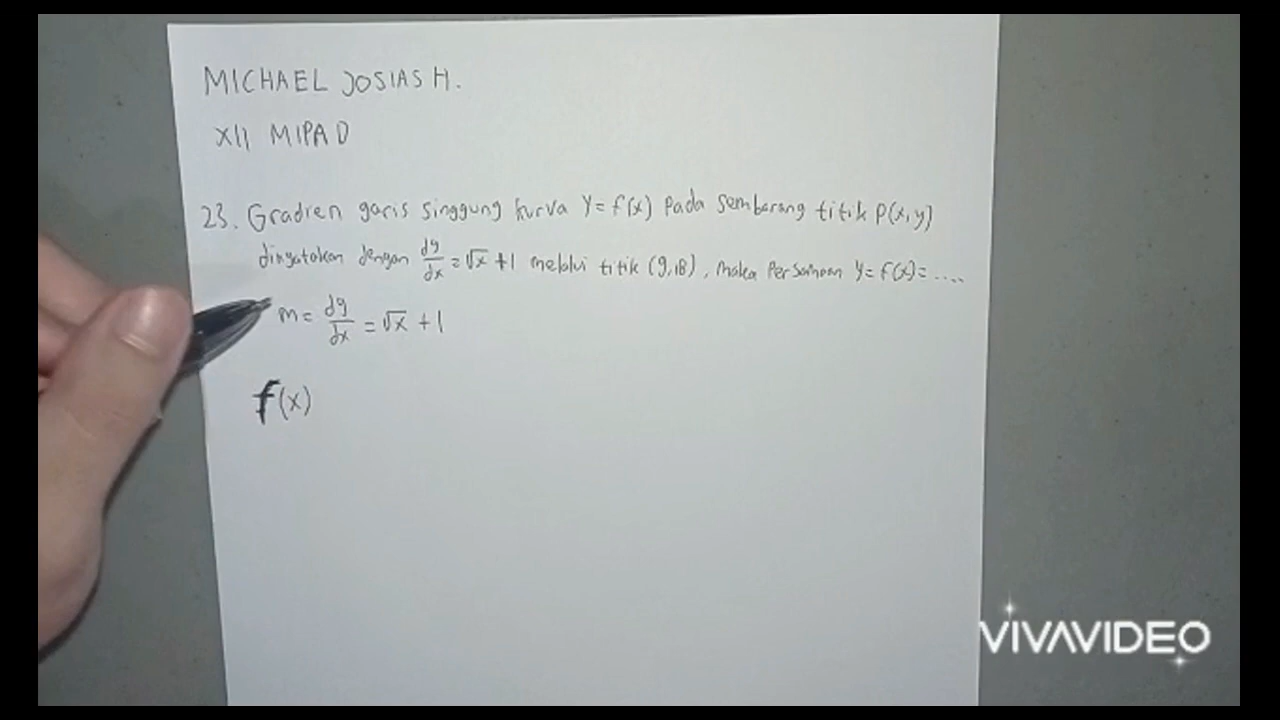 MICHAEL JOSIAS H.
XII MIPA D
23. Gradien garis singgung kurva y = f(x) pada sembarang titik P(x,y)
dinyatakan dengan dy/dx = √x + 1 melalui titik (9,18), maka persamaan y = f(x) = ....
m = dy/dx = √x + 1
f(x)
VIVAVIDEO